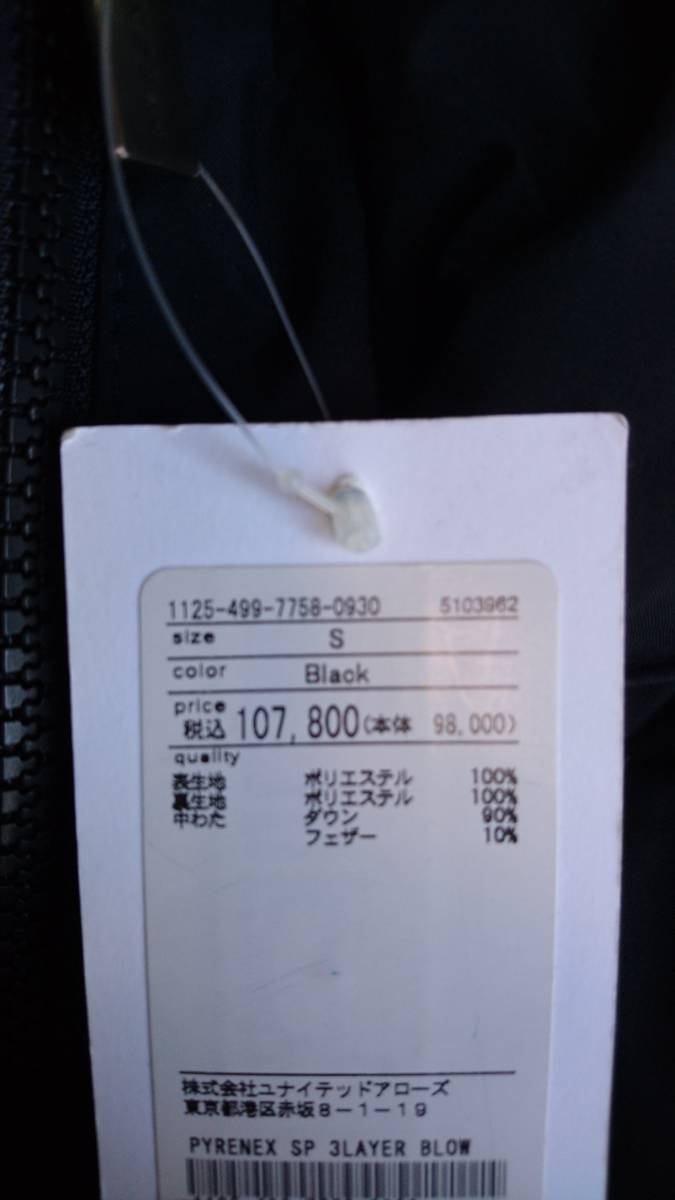 1125-499-7758-0930 5103962
size S
color Black
price
税込 107,800(本体 98,000)
quality
表生地 ポリエステル 100%
裏生地 ポリエステル 100%
中わた ダウン 90%
フェザー 10%
株式会社ユナイテッドアローズ
東京都港区赤坂8-1-19
PYRENEX SP 3LAYER BLOW